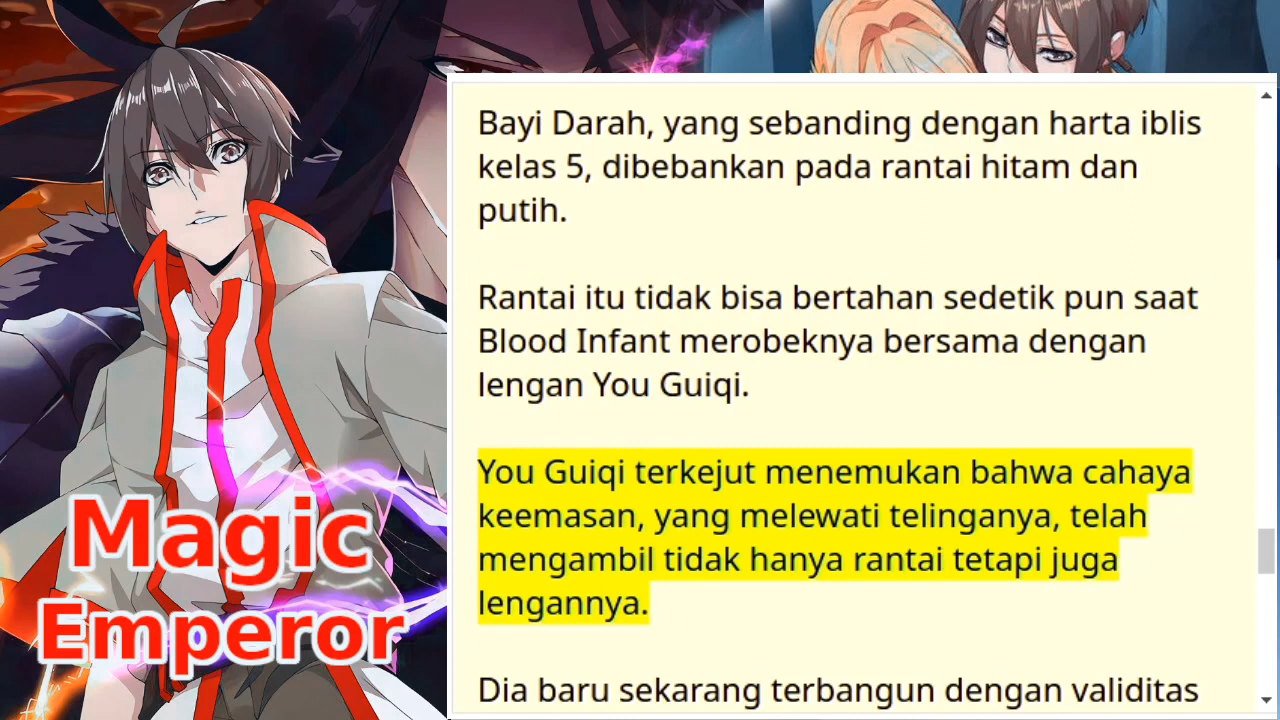 Magic
Emperor
Bayi Darah, yang sebanding dengan harta iblis
kelas 5, dibebankan pada rantai hitam dan
putih.
Rantai itu tidak bisa bertahan sedetik pun saat
Blood Infant merobeknya bersama dengan
lengan You Guiqi.
You Guiqi terkejut menemukan bahwa cahaya
keemasan, yang melewati telinganya, telah
mengambil tidak hanya rantai tetapi juga
lengannya.
Dia baru sekarang terbangun dengan validitas